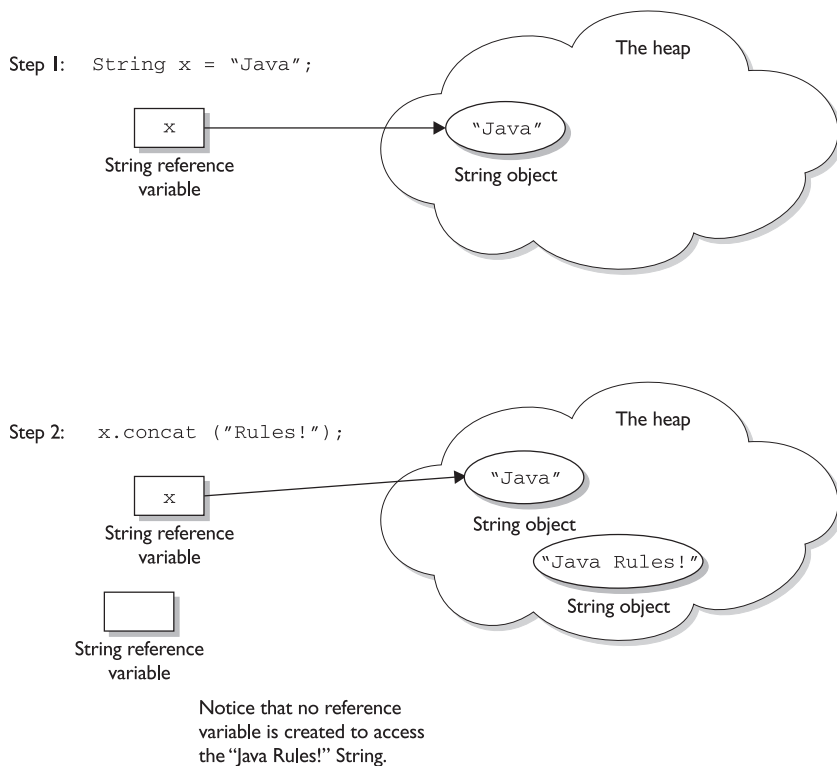 The heap
Step 1: String x = “Java”;
x
“Java”
String reference
variable
String object
The heap
Step 2: x.concat ("Rules!");
“Java”
x
String object
String reference
variable
“Java Rules!”
String object
String reference
variable
Notice that no reference
variable is created to access
the “Java Rules!” String.